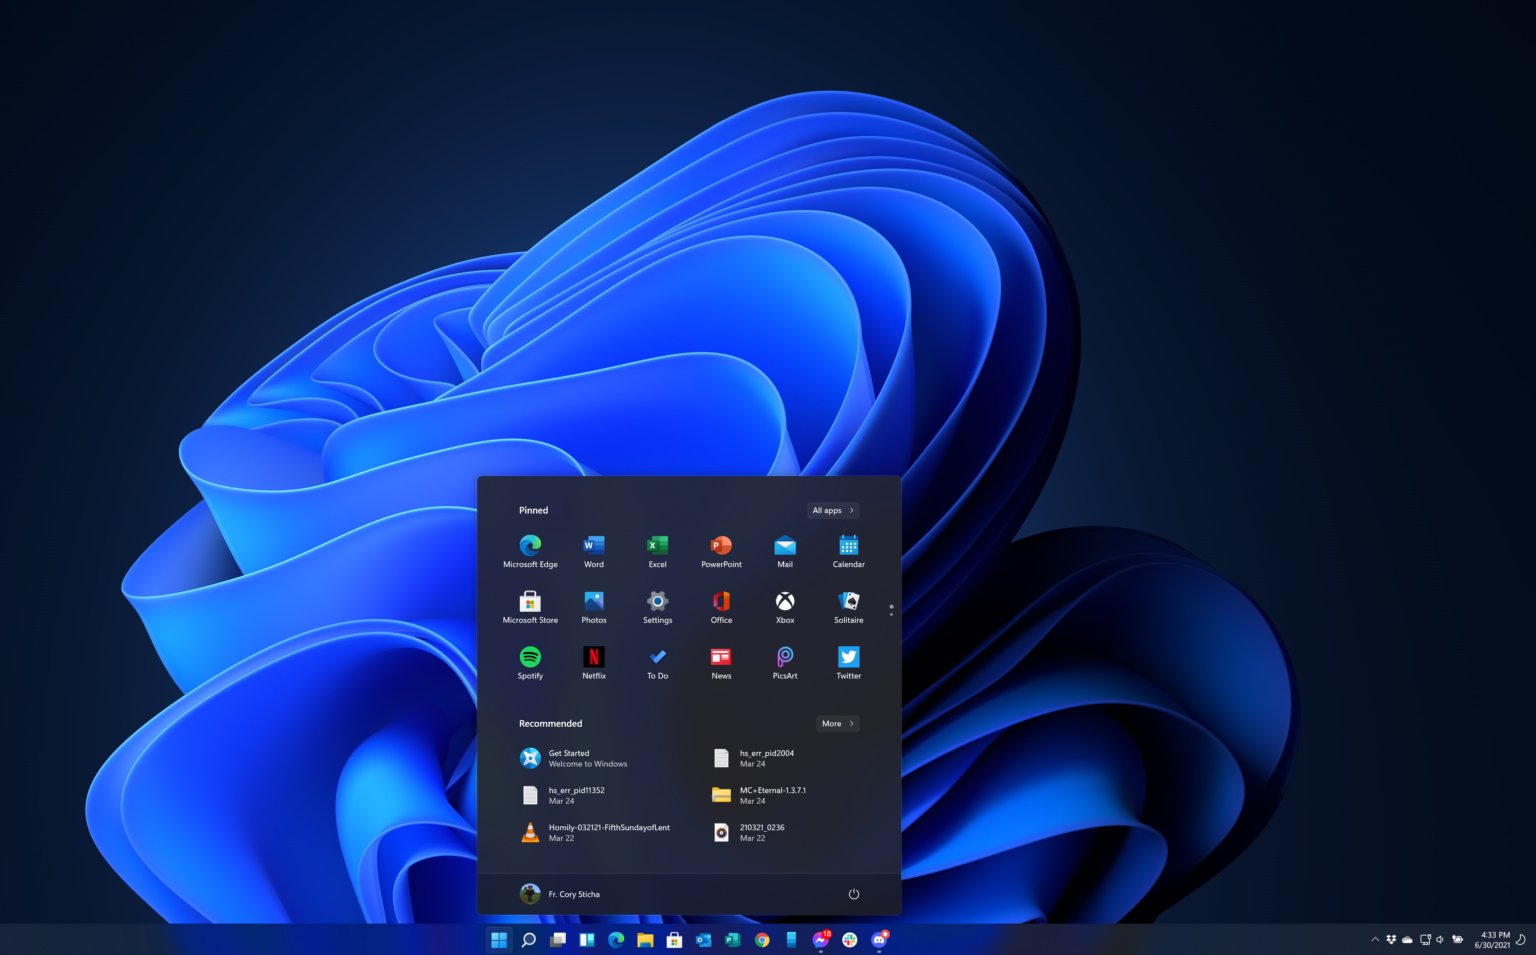 Pinned
All apps
Microsoft Edge
Word
Excel
PowerPoint
Mail
Calendar
Microsoft Store
Photos
Settings
Office
Xbox
Solitaire
Spotify
Netflix
To Do
News
PicsArt
Twitter
Recommended
More
Get Started
Welcome to Windows
hs_err_pid2004
Mar 24
hs_err_pid11352
Mar 24
MC+Eternal-1.3.7.1
Mar 24
Homily-032121-FifthSundayofLent
Mar 22
210321_0236
Mar 22
Fr. Cory Sticha
18
4:33 PM
6/30/2021